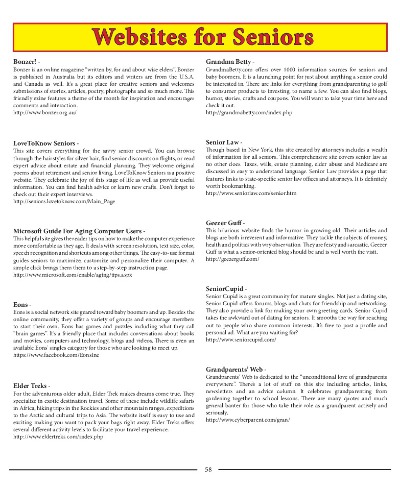 Websites for Seniors
Bonzer! -
Bonzer is an online magazine "written by, for and about wise elders". Bonzer
is published in Australia but its editors and writers are from the U.S.A.
and Canada as well. It's a great place for creative seniors and welcomes
submissions of stories, articles, poetry, photographs and so much more. This
friendly ezine features a theme of the month for inspiration and encourages
comments and interaction.
http://www.bonzer.org.au/
LoveToKnow Seniors -
This site covers everything for the savvy senior crowd. You can browse
through the hairstyles for silver hair, find senior discounts on flights, or read
expert advice about estate and financial planning. They welcome original
poems about retirement and senior living. LoveToKnow Seniors is a positive
website. They celebrate the joy of this stage of life as well as provide useful
information. You can find health advice or learn new crafts. Don't forget to
check out their expert interviews.
http://seniors.lovetoknow.com/Main_Page
Microsoft Guide For Aging Computer Users -
This helpful site gives the reader tips on how to make the computer experience
more comfortable as they age. It deals with screen resolution, text size, color,
speech recognition and shortcuts among other things. The easy-to-use format
guides seniors to maximize, customize and personalize their computer. A
simple click brings them them to a step-by-step instruction page.
http://www.microsoft.com/enable/aging/tips.aspx
Eons -
Eons is a social network site geared toward baby boomers and up. Besides the
online community, they offer a variety of groups and encourage members
to start their own. Eons has games and puzzles including what they call
"brain games". It's a friendly place that includes conversations about books
and movies, computers and technology, blogs and videos. There is even an
available Eons' singles category for those who are looking to meet up.
https://www.facebook.com/EonsInc
Elder Treks -
For the adventurous older adult, Elder Trek makes dreams come true. They
specialize in exotic destination travel. Some of these include wildlife safaris
in Africa, hiking trips in the Rockies and other mountain ranges, expeditions
to the Arctic and cultural trips to Asia. The website itself is easy to use and
exciting making you want to pack your bags right away. Elder Treks offers
several different activity levels to facilitate your travel experience.
http://www.eldertreks.com/index.php
Grandma Betty -
GrandmaBetty.com offers over 1000 information sources for seniors and
baby boomers. It is a launching point for just about anything a senior could
be interested in. There are links for everything from grandparenting to golf
to consumer products to investing to name a few. You can also find blogs,
humor, stories, crafts and coupons. You will want to take your time here and
check it out.
http://grandmabetty.com/index.php
Senior Law -
Though based in New York, this site created by attorneys includes a wealth
of information for all seniors. This comprehensive site covers senior law as
no other does. Taxes, wills, estate planning, elder abuse and Medicare are
discussed in easy to understand language. Senior Law provides a page that
features links to state-specific senior law offices and attorneys. It is definitely
worth bookmarking.
http://www.seniorlaw.com/senior.htm
Geezer Guff -
This hilarious website finds the humor in growing old. Their articles and
blogs are both irreverent and informative. They tackle the subjects of money,
health and politics with wry observation. They are feisty and sarcastic. Geezer
Guff is what a senior-oriented blog should be and is well worth the visit.
http://geezerguff.com/
SeniorCupid -
Senior Cupid is a great community for mature singles. Not just a dating site,
Senior Cupid offers forums, blogs and chats for friendship and networking.
They also provide a link for making your own greeting cards. Senior Cupid
takes the awkward out of dating for seniors. It smooths the way for reaching
out to people who share common interests. It's free to post a profile and
personal ad. What are you waiting for?
http://www.seniorcupid.com/
Grandparents' Web -
Grandparents' Web is dedicated to the "unconditional love of grandparents
everywhere". There's a lot of stuff on this site including articles, links,
newsletters and an advice column. It celebrates grandparenting from
gardening together to school lessons. There are many quotes and much
general banter for those who take their role as a grandparent actively and
seriously.
http://www.cyberparent.com/gran/
58